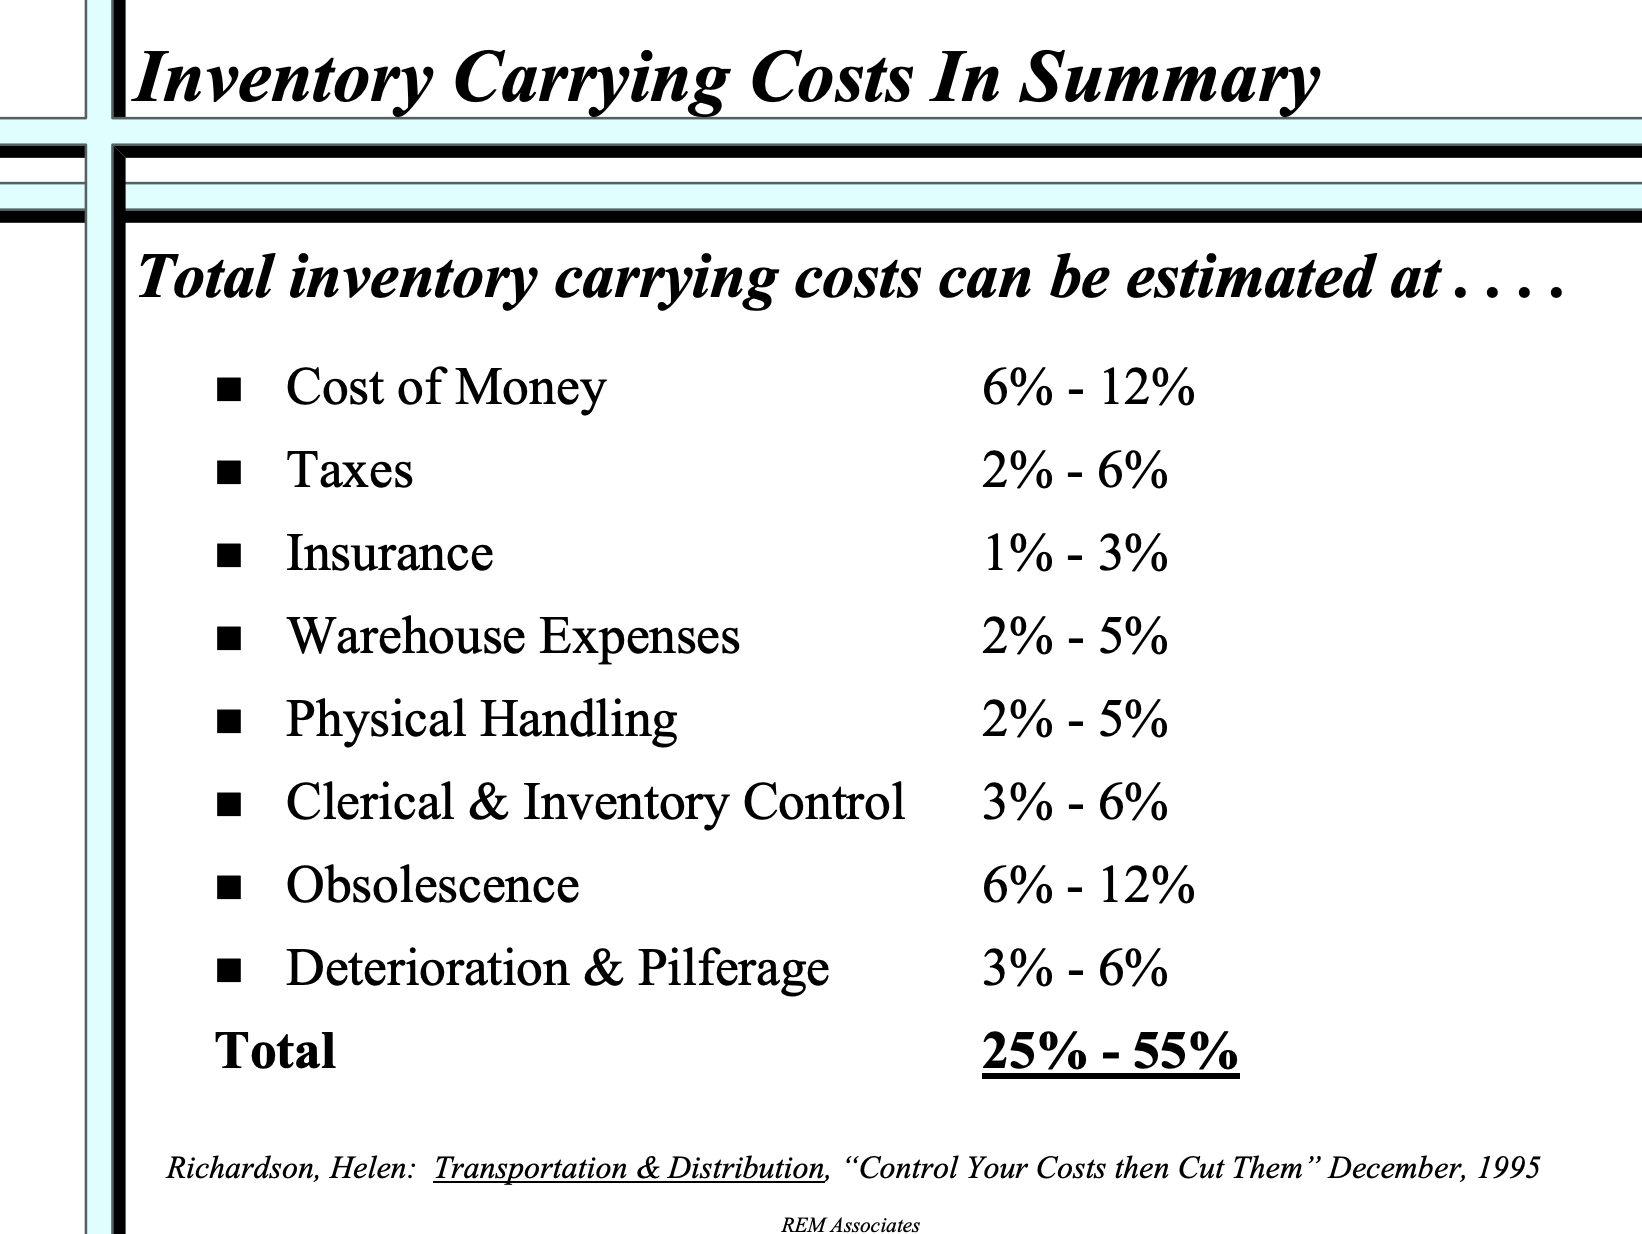 Inventory Carrying Costs In Summary
Total inventory carrying costs can be estimated at . . . .
■ Cost of Money 6% - 12%
■ Taxes 2% - 6%
■ Insurance 1% - 3%
■ Warehouse Expenses 2% - 5%
■ Physical Handling 2% - 5%
■ Clerical & Inventory Control 3% - 6%
■ Obsolescence 6% - 12%
■ Deterioration & Pilferage 3% - 6%
Total 25% - 55%
Richardson, Helen: Transportation & Distribution, “Control Your Costs then Cut Them” December, 1995
REM Associates